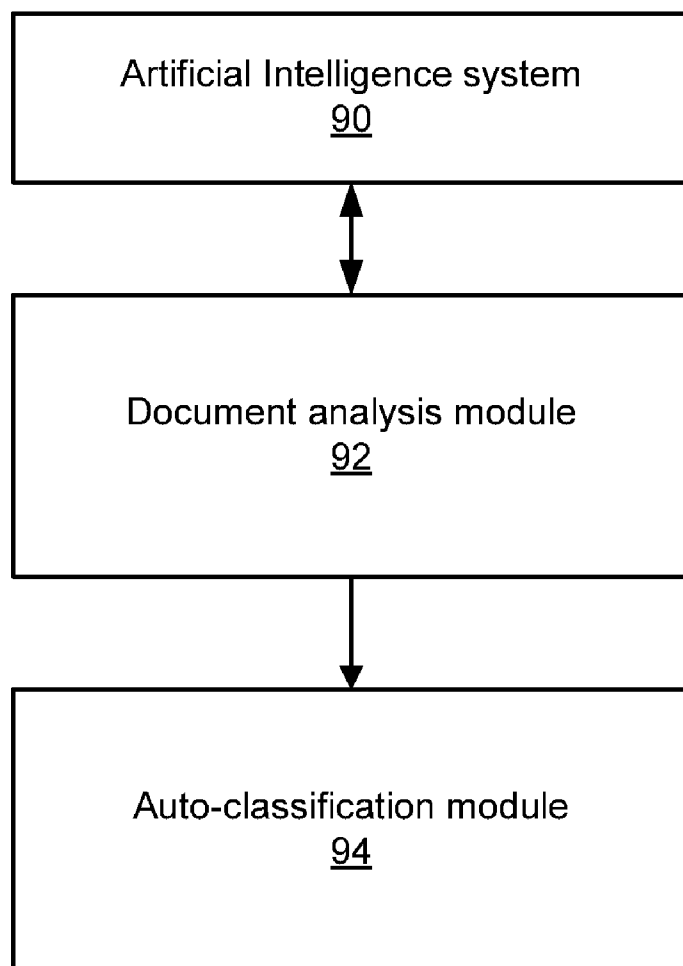 Artificial Intelligence system
90
Document analysis module
92
Auto-classification module
94